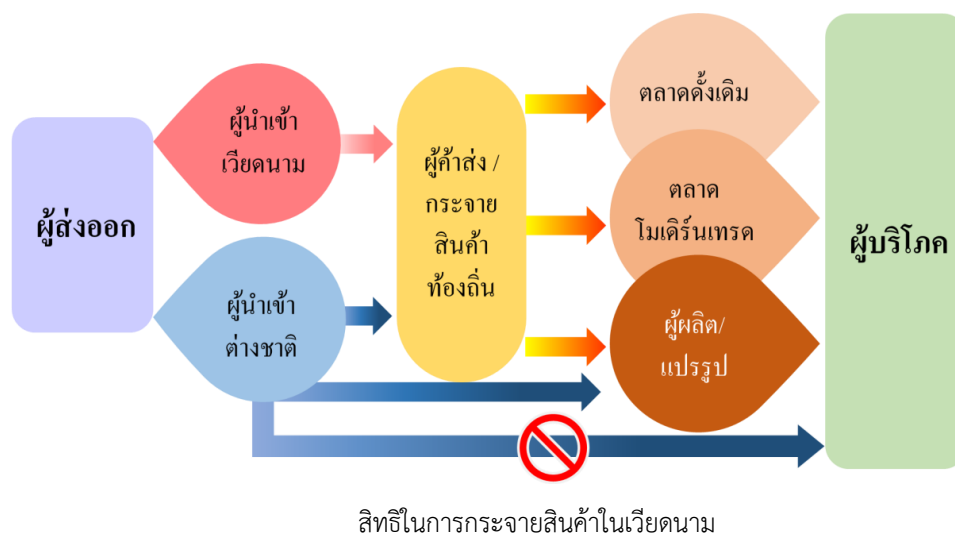 ผู้ส่งออก
ผู้นำเข้า
เวียดนาม
ผู้นำเข้า
ต่างชาติ
ผู้ค้าส่ง /
กระจาย
สินค้า
ท้องถิ่น
ตลาดดั้งเดิม
ตลาด
โมเดิร์นเทรด
ผู้ผลิต/
แปรรูป
ผู้บริโภค
สิทธิในการกระจายสินค้าในเวียดนาม